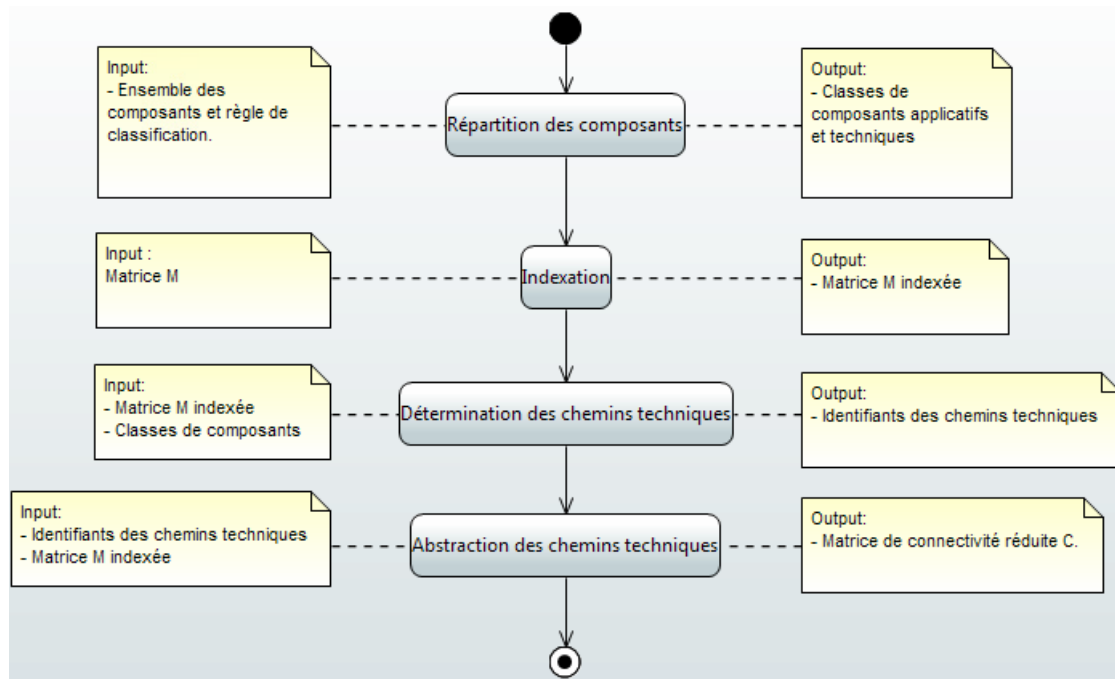 Input:
- Ensemble des
composants et règle de
classification.
Répartition des composants
Output:
- Classes de
composants applicatifs
et techniques
Input :
Matrice M
Indexation
Output:
- Matrice M indexée
Input:
- Matrice M indexée
- Classes de composants
Détermination des chemins techniques
Output:
- Identifiants des chemins techniques
Input:
- Identifiants des chemins techniques
- Matrice M indexée
Abstraction des chemins techniques
Output:
- Matrice de connectivité réduite C.